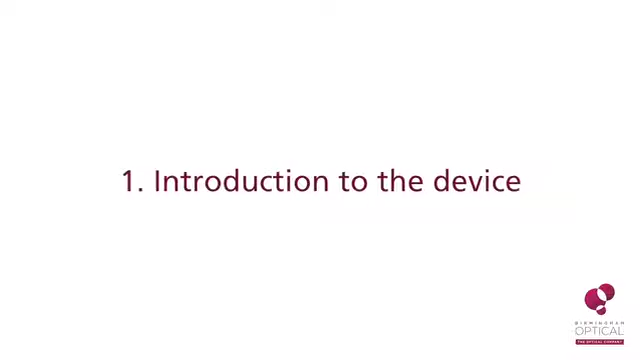 1. Introduction to the device
BIRMINGHAM
OPTICAL
THE OPTICAL COMPANY